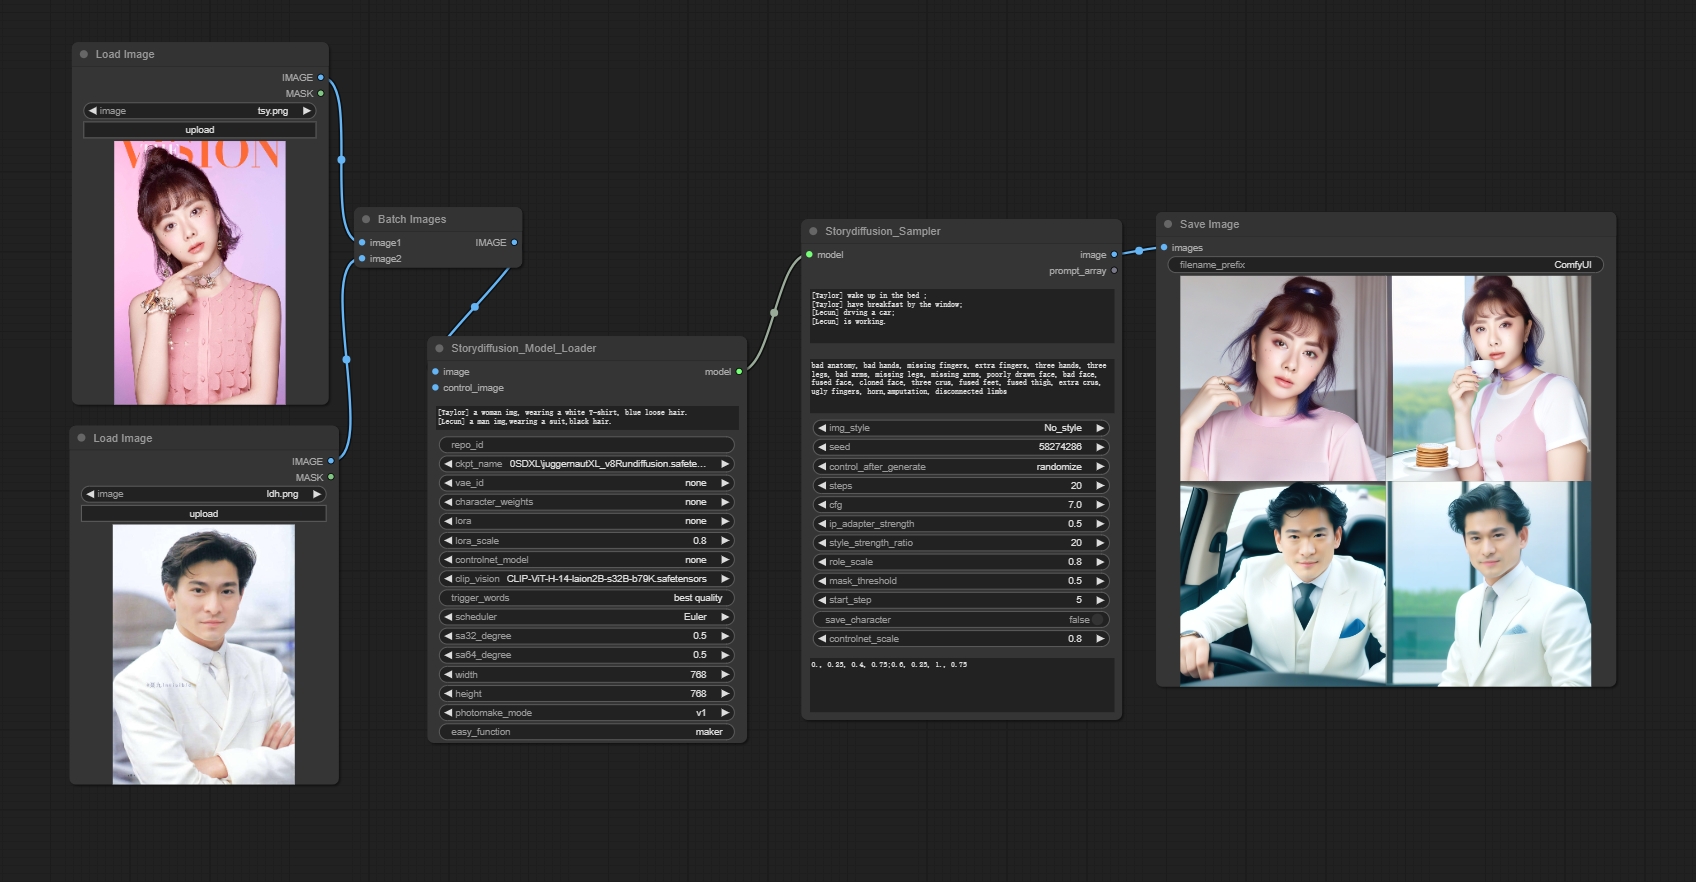 Load Image
IMAGE
MASK
image tsy.png
upload
VISION
Load Image
IMAGE
MASK
image ldh.png
upload
Batch Images
image1 IMAGE
image2
Storydiffusion_Model_Loader
image model
control_image
[Taylor] a woman img, wearing a white T-shirt, blue loose hair.
[Lecun] a man img,wearing a suit,black hair.
repo_id
ckpt_name 0SDXL\juggernautXL_v8Rundiffusion.safete...
vae_id none
character_weights none
lora none
lora_scale 0.8
controlnet_model none
clip_vision CLIP-ViT-H-14-laion2B-s32B-b79K.safetensors
trigger_words best quality
scheduler Euler
sa32_degree 0.5
sa64_degree 0.5
width 768
height 768
photomake_mode v1
easy_function maker
Storydiffusion_Sampler
model image
prompt_array
[Taylor] wake up in the bed ;
[Taylor] have breakfast by the window;
[Lecun] drving a car;
[Lecun] is working.
bad anatomy, bad hands, missing fingers, extra fingers, three hands, three
legs, bad arms, missing legs, missing arms, poorly drawn face, bad face,
fused face, cloned face, three crus, fused feet, fused thigh, extra crus,
ugly fingers, horn,amputation, disconnected limbs
img_style No_style
seed 58274286
control_after_generate randomize
steps 20
cfg 7.0
ip_adapter_strength 0.5
style_strength_ratio 20
role_scale 0.8
mask_threshold 0.5
start_step 5
save_character false
controlnet_scale 0.8
0., 0.25, 0.4, 0.75;0.6, 0.25, 1., 0.75
Save Image
images
filename_prefix ComfyUI